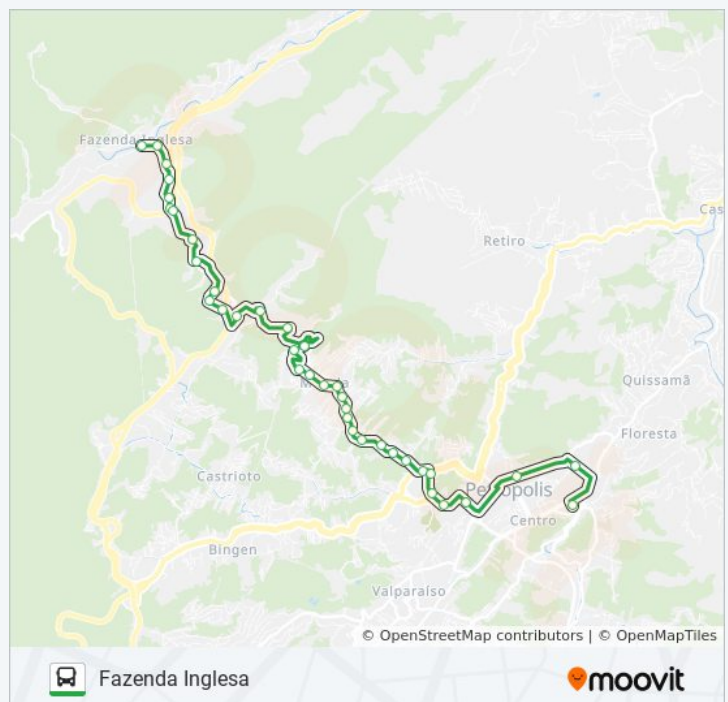 Fazenda Inglesa
Retiro
Cas
Quissamã
Floresta
Castrioto
Petrópolis
Centro
Bingen
Valparaíso
© OpenStreetMap contributors | © OpenMapTiles
Fazenda Inglesa
moovit